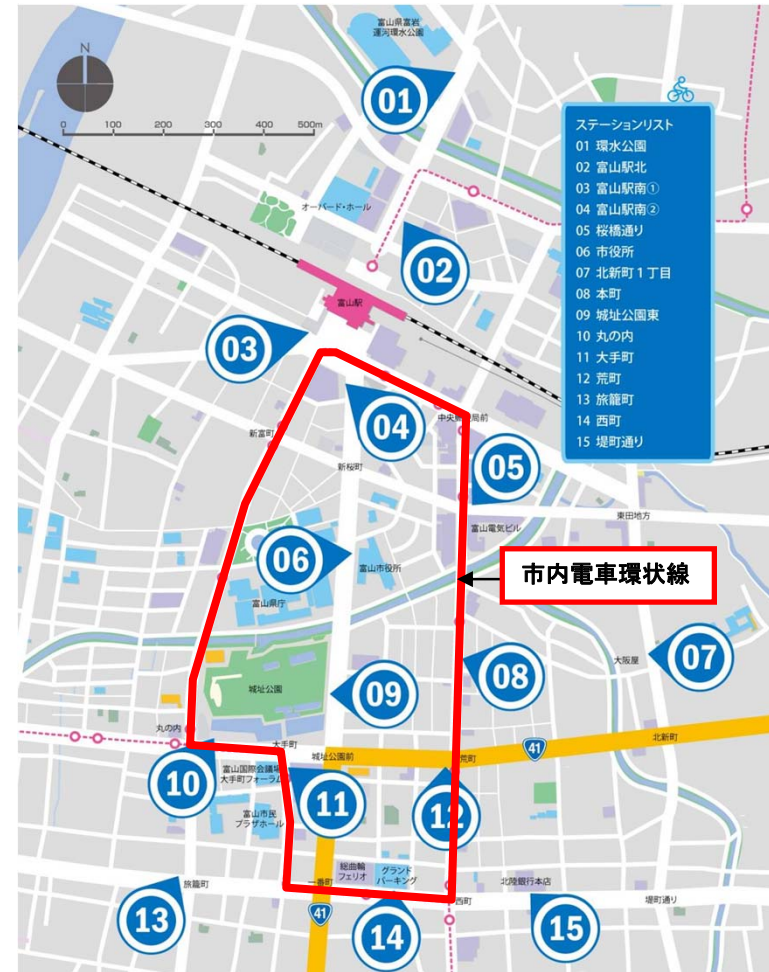 富山県富岩
運河環水公園
N
01
0 100 200 300 400 500m
ステーションリスト
01 環水公園
02 富山駅北
03 富山駅南①
04 富山駅南②
05 桜橋通り
06 市役所
07 北新町1丁目
08 本町
09 城址公園東
10 丸の内
11 大手町
12 荒町
13 旅籠町
14 西町
15 堤町通り
オーバード・ホール
02
富山駅
03
04
中央
局前
新富町
新桜町
05
東田地方
富山電気ビル
06
富山市役所
市内電車環状線
富山県庁
大阪屋
07
08
城址公園
09
丸の内
大手町
北新町
41
城址公園前
荒町
富山国際会議場
大手町フォーラム
10
11
12
富山市民
プラザホール
総曲輪
フェリオ
グランド
パーキング
旅籠町
一番町
北陸銀行本店
西町
堤町通り
13
41
14
15